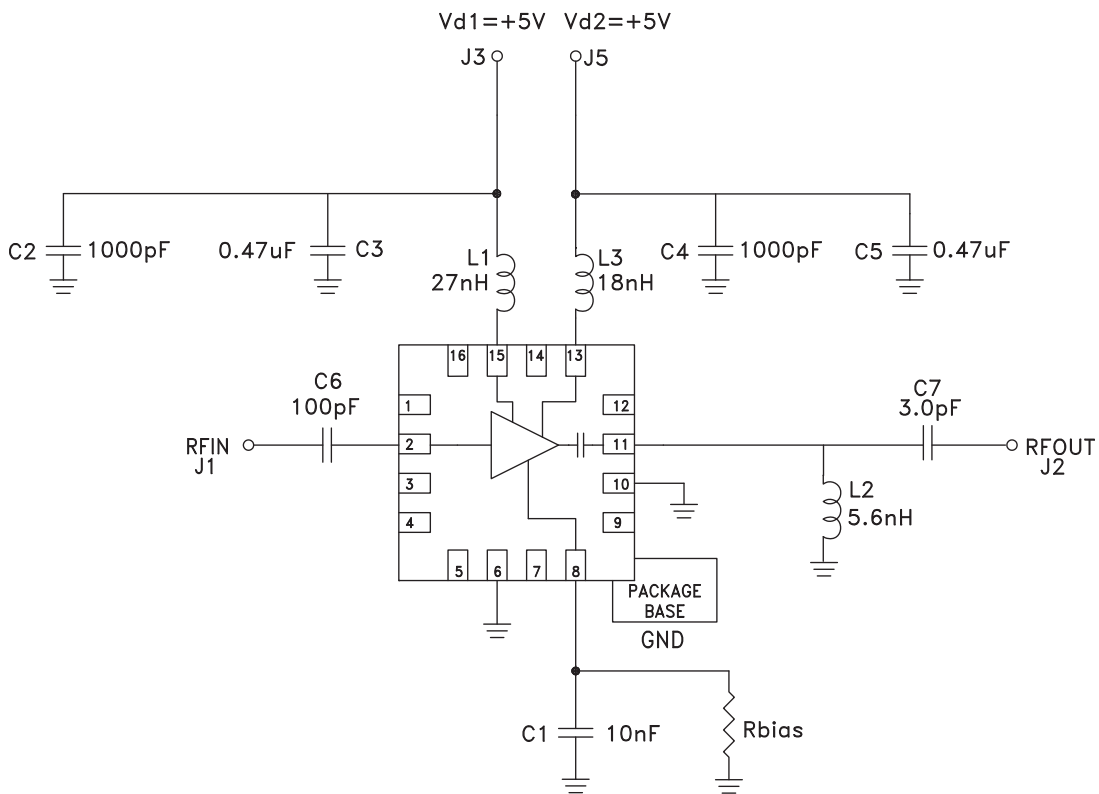 Vd1=+5V Vd2=+5V
J3 J5
C2 1000pF 0.47uF C3
L1
27nH
L3
18nH
C4 1000pF C5 0.47uF
16 15 14 13
C6
100pF
C7
3.0pF
1
2
3
4
12
11
10
9
RFIN
J1
RFOUT
J2
L2
5.6nH
5 6 7 8
PACKAGE
BASE
GND
C1 10nF
Rbias